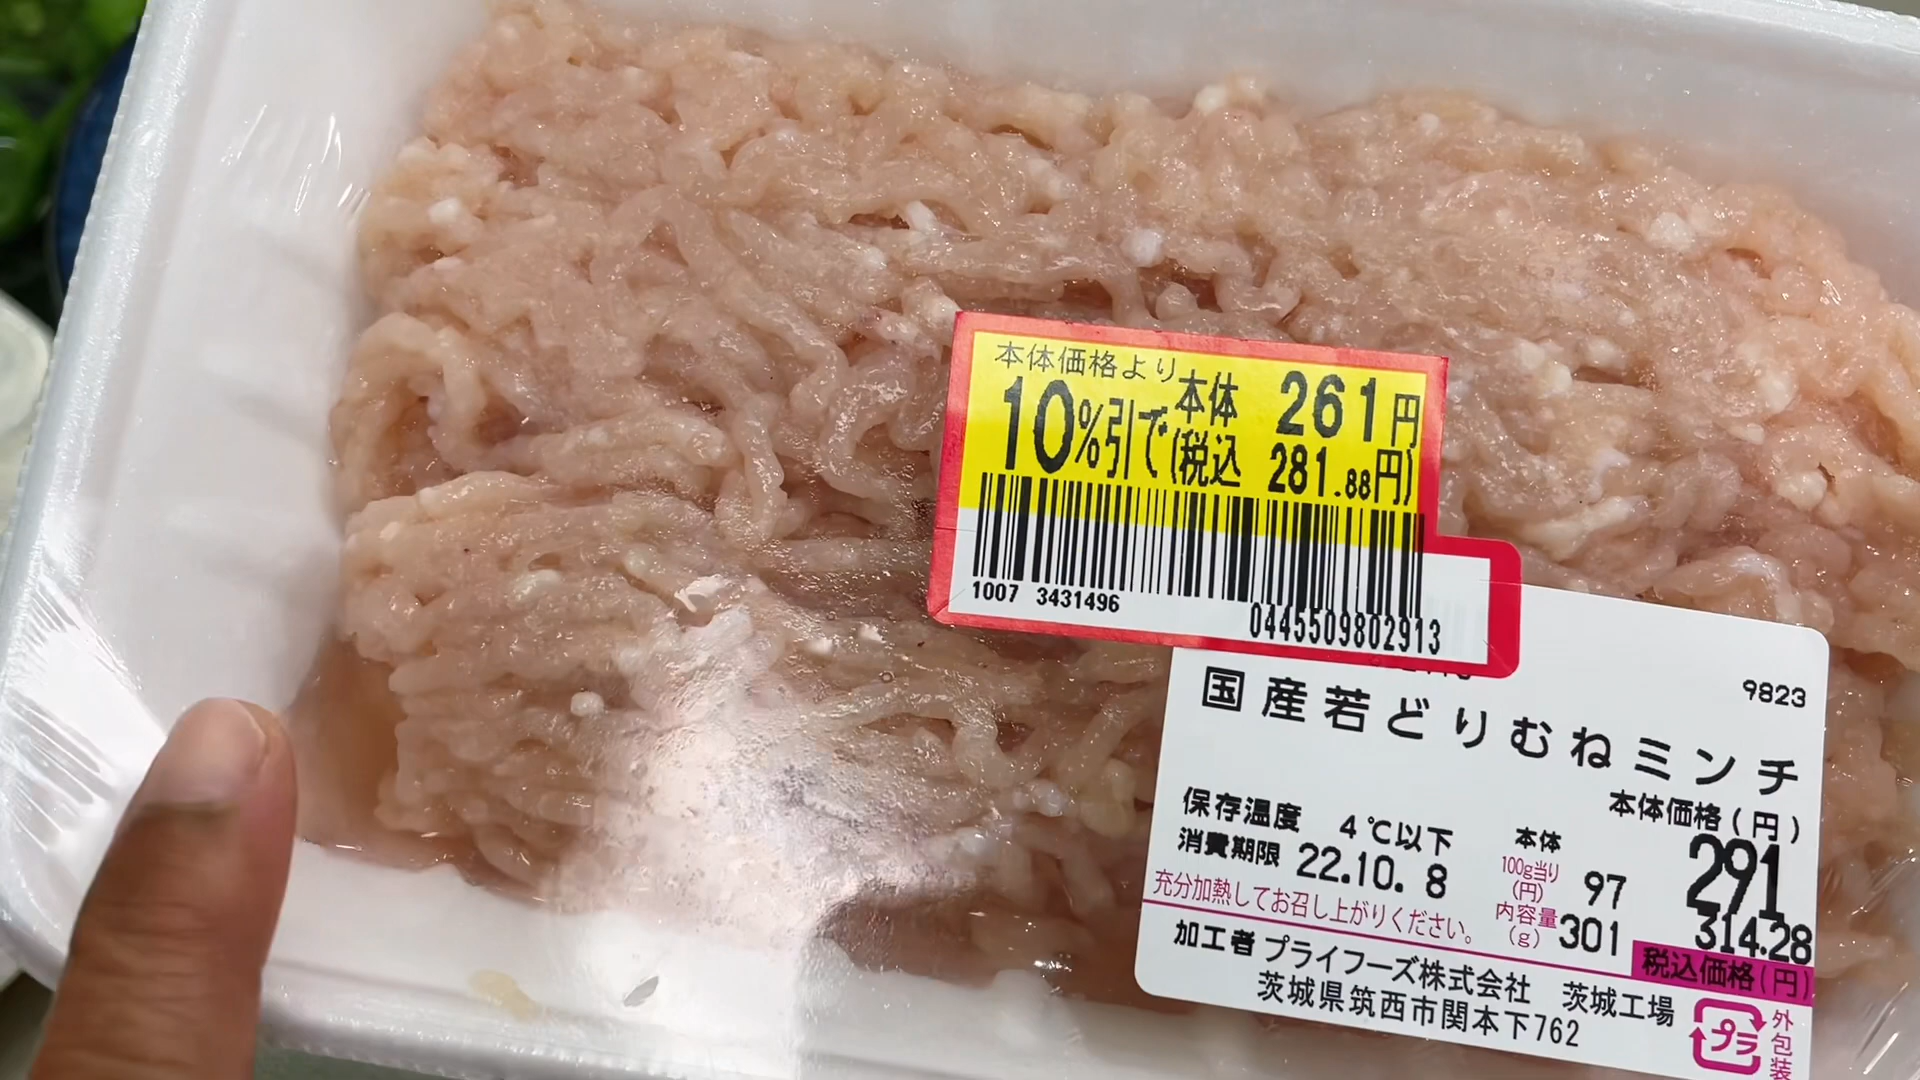 本体価格より
10%引で 本体 261円
(税込 281.88円)
1007 3431496
0445509802913
9823
国産若どりむねミンチ
本体価格(円)
保存温度 4℃以下
本体
291
消費期限 22.10.8
100g当り(円) 97
314.28
充分加熱してお召し上がりください。
内容量(g) 301
税込価格(円)
加工者 プライフーズ株式会社 茨城工場
茨城県筑西市関本下762
プラ
外包装